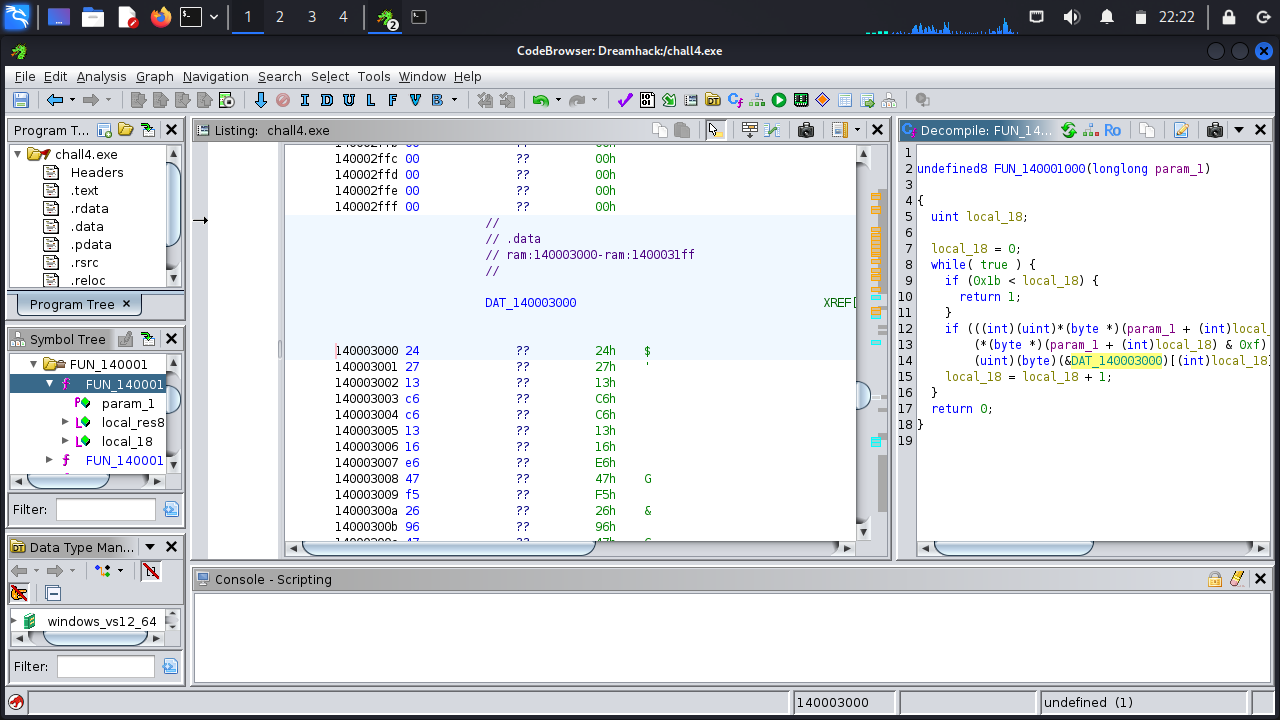 1
2
3
4
2
22:22
CodeBrowser: Dreamhack:/chall4.exe
File Edit Analysis Graph Navigation Search Select Tools Window Help
I D U L F V B
Program T...
chall4.exe
Headers
.text
.rdata
.data
.pdata
.rsrc
.reloc
Program Tree
Symbol Tree
FUN_140001
FUN_140001
param_1
local_res8
local_18
FUN_140001
Filter:
Data Type Man...
windows_vs12_64
Filter:
Listing: chall4.exe
140002ffc 00 ?? 00h
140002ffd 00 ?? 00h
140002ffe 00 ?? 00h
140002fff 00 ?? 00h
//
// .data
// ram:140003000-ram:1400031ff
//
DAT_140003000 XREF[
140003000 24 ?? 24h $
140003001 27 ?? 27h '
140003002 13 ?? 13h
140003003 c6 ?? C6h
140003004 c6 ?? C6h
140003005 13 ?? 13h
140003006 16 ?? 16h
140003007 e6 ?? E6h
140003008 47 ?? 47h G
140003009 f5 ?? F5h
14000300a 26 ?? 26h &
14000300b 96 ?? 96h
Decompile: FUN_14...
Ro
1
2 undefined8 FUN_140001000(longlong param_1)
3
4 {
5 uint local_18;
6
7 local_18 = 0;
8 while( true ) {
9 if (0x1b < local_18) {
10 return 1;
11 }
12 if (((int)(uint)*(byte *)(param_1 + (int)local_
13 (*(byte *)(param_1 + (int)local_18) & 0xf)
14 (uint)(byte)(&DAT_140003000)[(int)local_18]
15 local_18 = local_18 + 1;
16 }
17 return 0;
18 }
19
Console - Scripting
140003000
undefined (1)